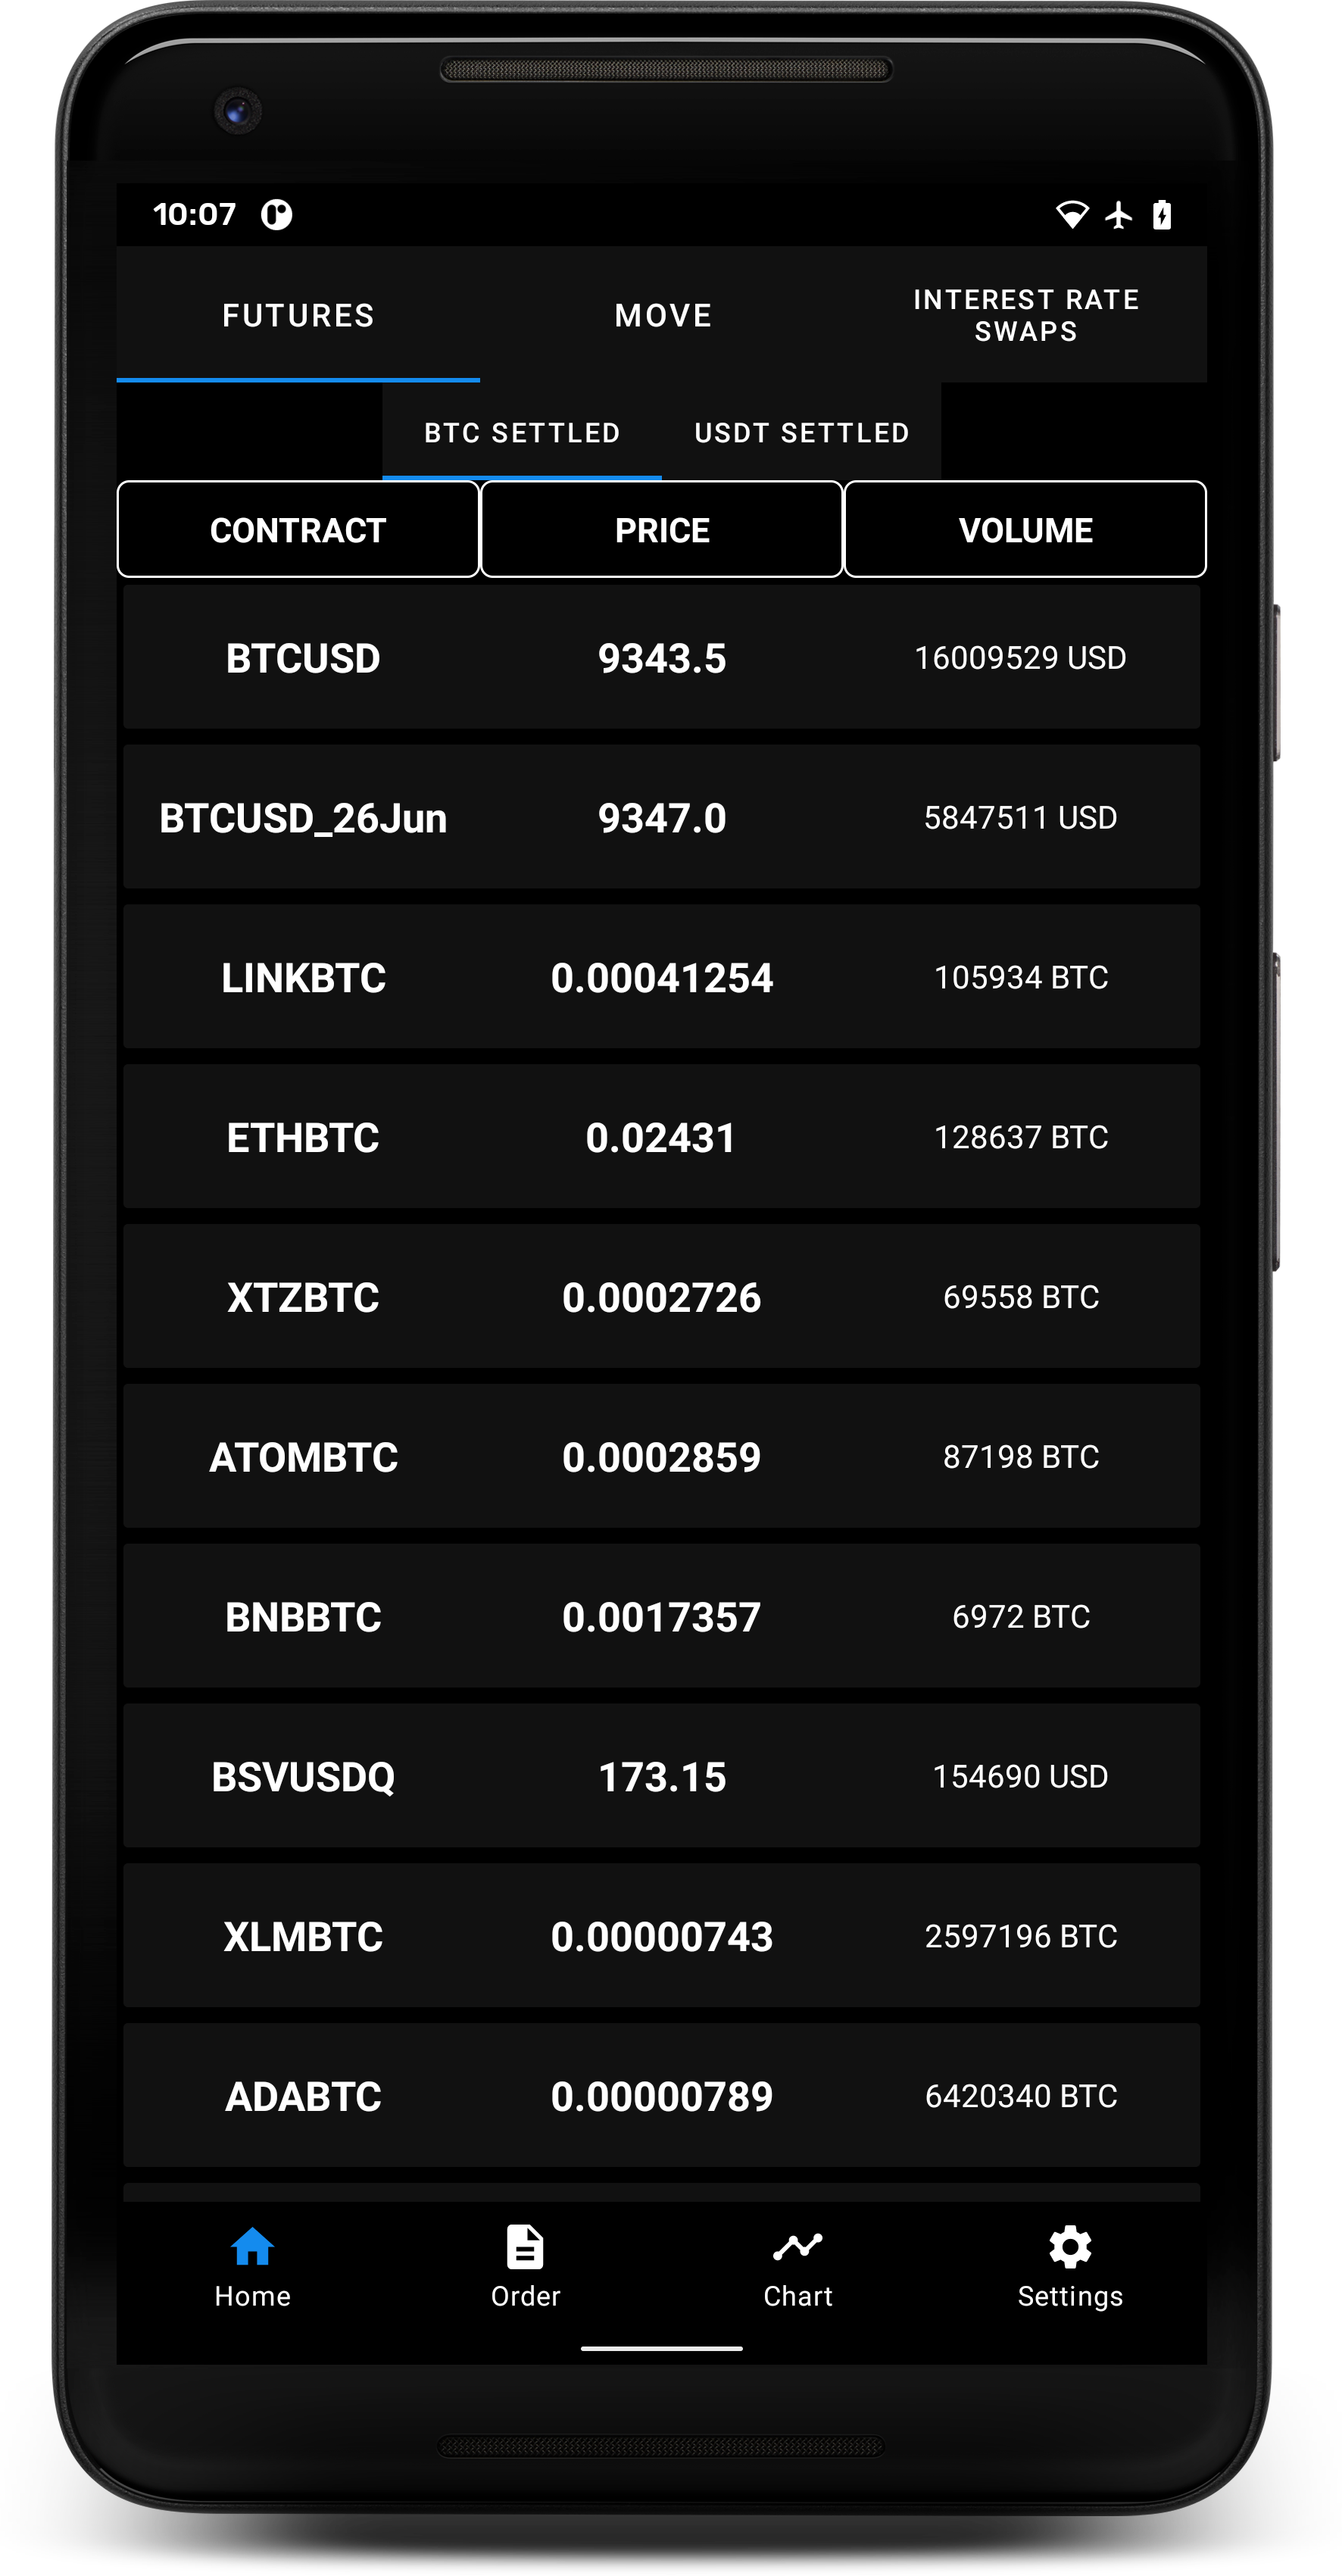 10:07
FUTURES
MOVE
INTEREST RATE
SWAPS
BTC SETTLED
USDT SETTLED
CONTRACT PRICE VOLUME
BTCUSD 9343.5 16009529 USD
BTCUSD_26Jun 9347.0 5847511 USD
LINKBTC 0.00041254 105934 BTC
ETHBTC 0.02431 128637 BTC
XTZBTC 0.0002726 69558 BTC
ATOMBTC 0.0002859 87198 BTC
BNBBTC 0.0017357 6972 BTC
BSVUSDQ 173.15 154690 USD
XLMBTC 0.00000743 2597196 BTC
ADABTC 0.00000789 6420340 BTC
Home Order Chart Settings